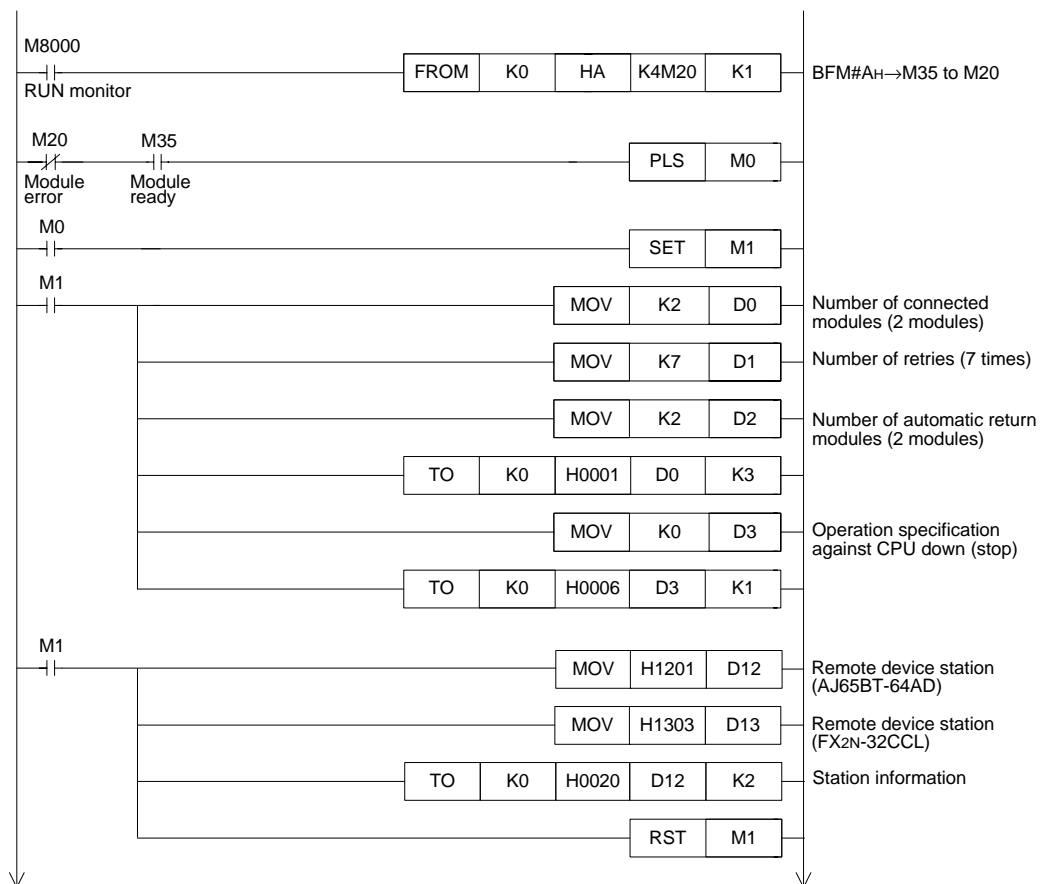 M8000
RUN monitor
FROM K0 HA K4M20 K1
BFM#AH→M35 to M20
M20 M35
Module error
Module ready
PLS M0
M0
SET M1
M1
MOV K2 D0
Number of connected
modules (2 modules)
MOV K7 D1
Number of retries (7 times)
MOV K2 D2
Number of automatic return
modules (2 modules)
TO K0 H0001 D0 K3
MOV K0 D3
Operation specification
against CPU down (stop)
TO K0 H0006 D3 K1
M1
MOV H1201 D12
Remote device station
(AJ65BT-64AD)
MOV H1303 D13
Remote device station
(FX2N-32CCL)
TO K0 H0020 D12 K2
Station information
RST M1